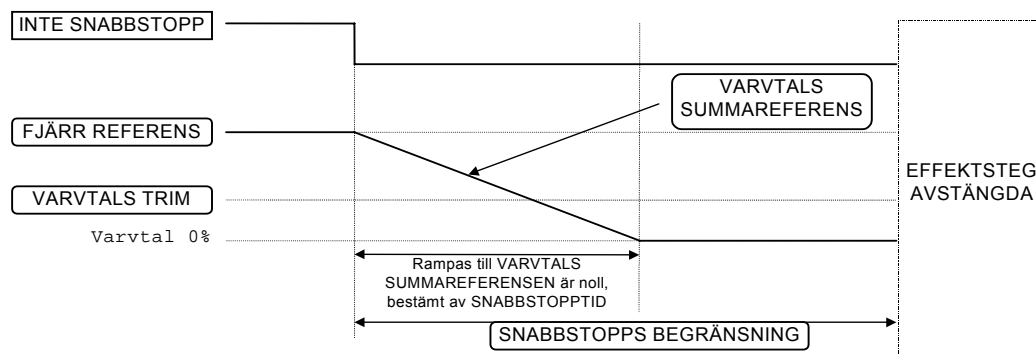 INTE SNABBSTOPP
VARVTALS
SUMMAREFERENS
FJÄRR REFERENS
EFFEKTSTEG
AVSTÄNGDA
VARVTALS TRIM
Varvtal 0%
Rampas till VARVTALS
SUMMAREFERENSEN är noll,
bestämt av SNABBSTOPPTID
SNABBSTOPPS BEGRÄNSNING